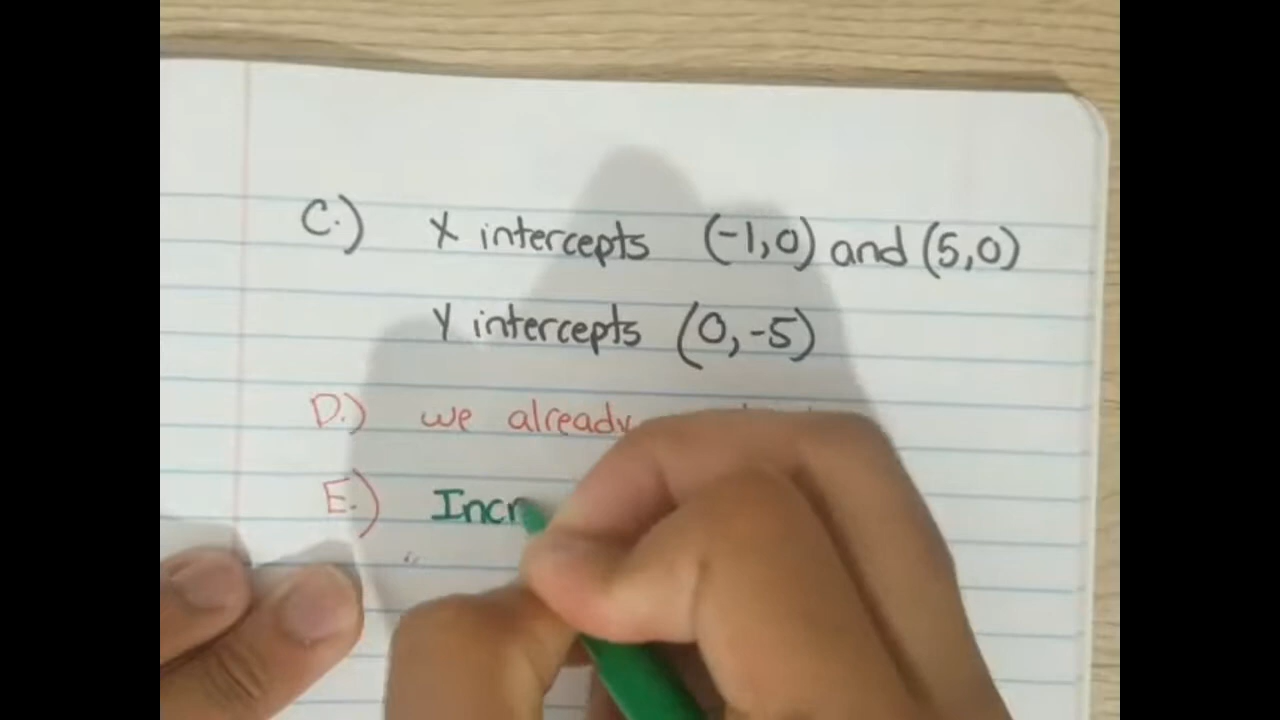 C.) X intercepts (-1,0) and (5,0)
Y intercepts (0,-5)
D.) we already
E.) Incr